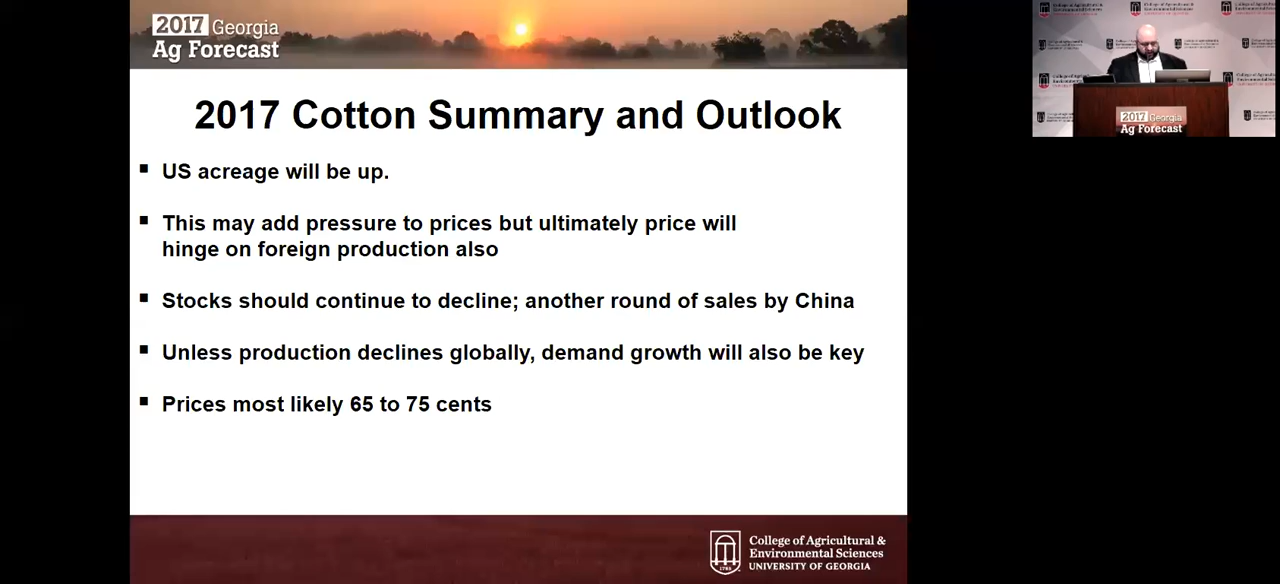 2017 Georgia
Ag Forecast
2017 Cotton Summary and Outlook
US acreage will be up.
This may add pressure to prices but ultimately price will
hinge on foreign production also
Stocks should continue to decline; another round of sales by China
Unless production declines globally, demand growth will also be key
Prices most likely 65 to 75 cents
College of Agricultural &
Environmental Sciences
UNIVERSITY OF GEORGIA
2017 Georgia
Ag Forecast